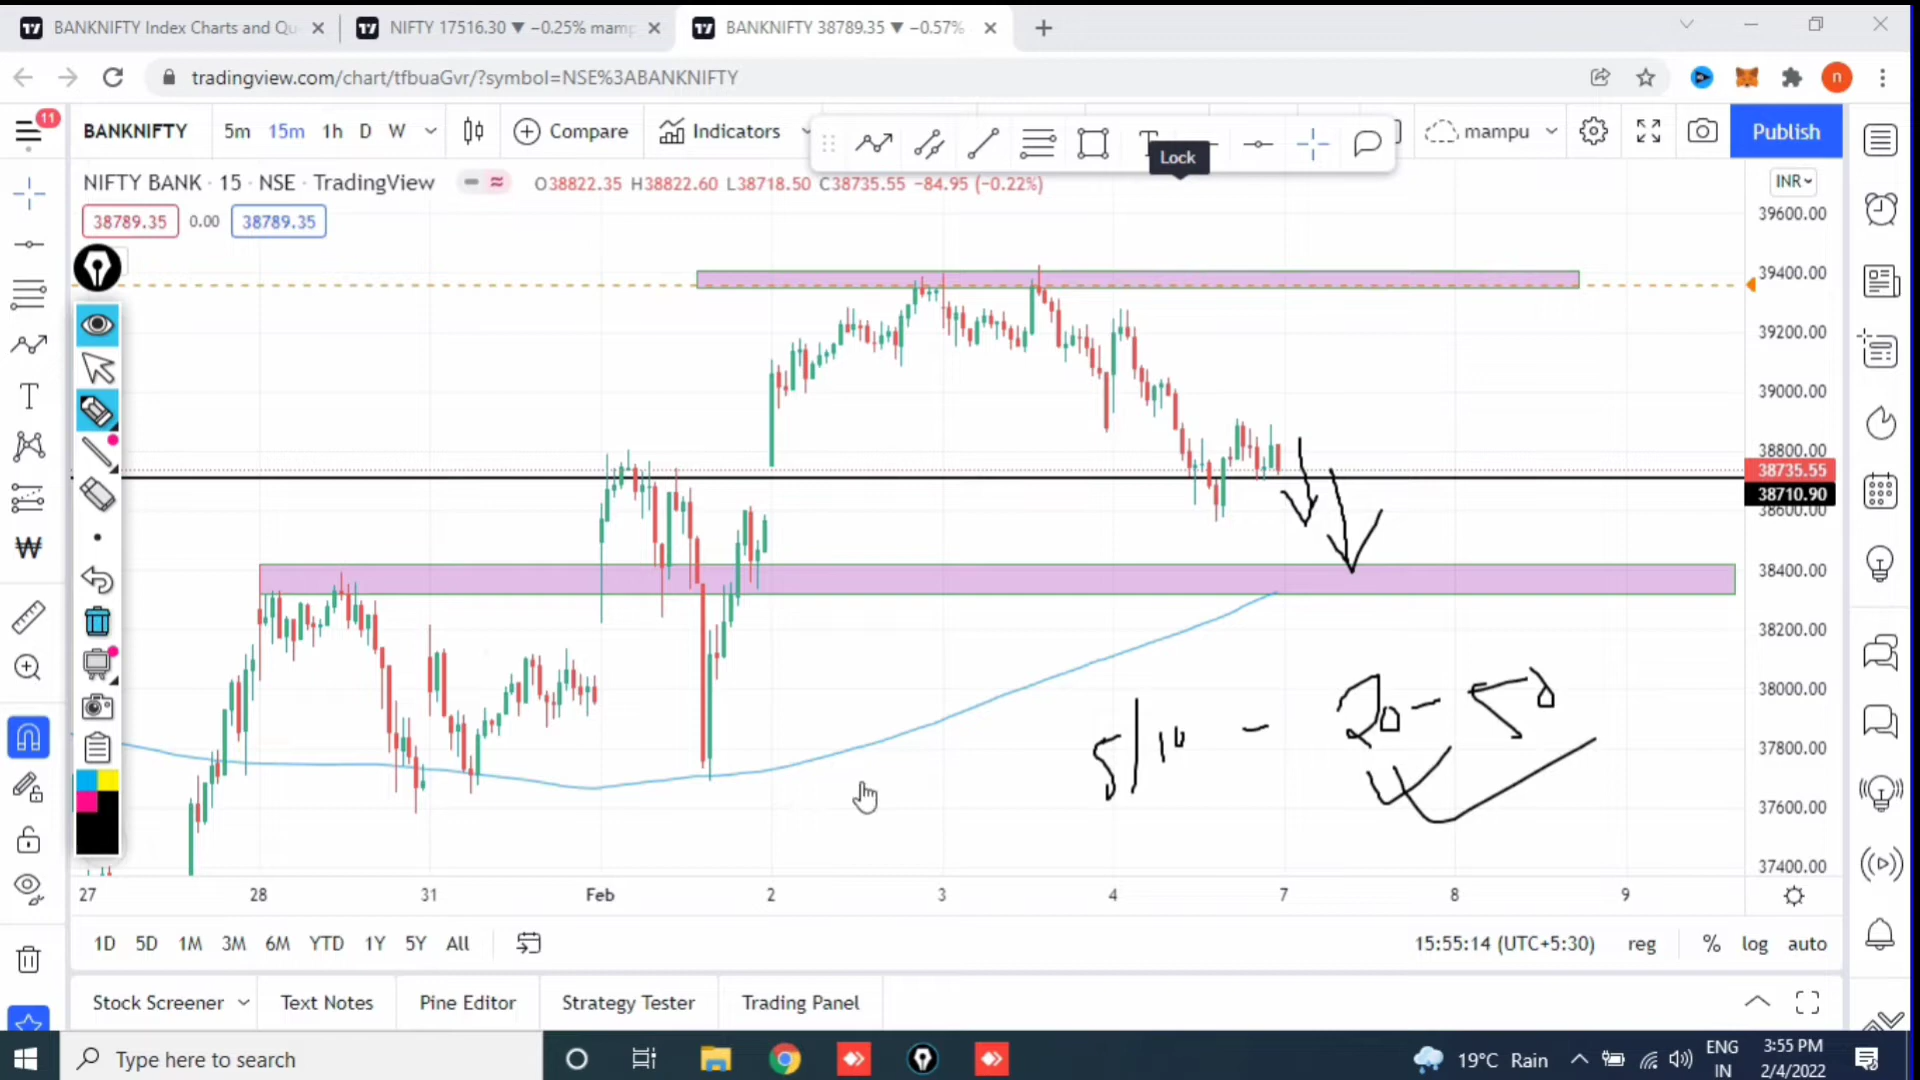 BANKNIFTY Index Charts and Qu
NIFTY 17516.30 ▼ −0.25% mamp
BANKNIFTY 38789.35 ▼ −0.57%
tradingview.com/chart/tfbuaGvr/?symbol=NSE%3ABANKNIFTY
n
11
BANKNIFTY 5m 15m 1h D W Compare Indicators mampu Publish
Lock
NIFTY BANK · 15 · NSE · TradingView O38822.35 H38822.60 L38718.50 C38735.55 −84.95 (−0.22%)
INR
38789.35 0.00 38789.35
39600.00
39400.00
39200.00
39000.00
38800.00
38735.55
38710.90
38600.00
38400.00
38200.00
38000.00
37800.00
37600.00
37400.00
5/10 - 20 - 50
27 28 31 Feb 2 3 4 7 8 9
1D 5D 1M 3M 6M YTD 1Y 5Y All 15:55:14 (UTC+5:30) reg % log auto
Stock Screener Text Notes Pine Editor Strategy Tester Trading Panel
Type here to search
19°C Rain
ENG
IN
3:55 PM
2/4/2022